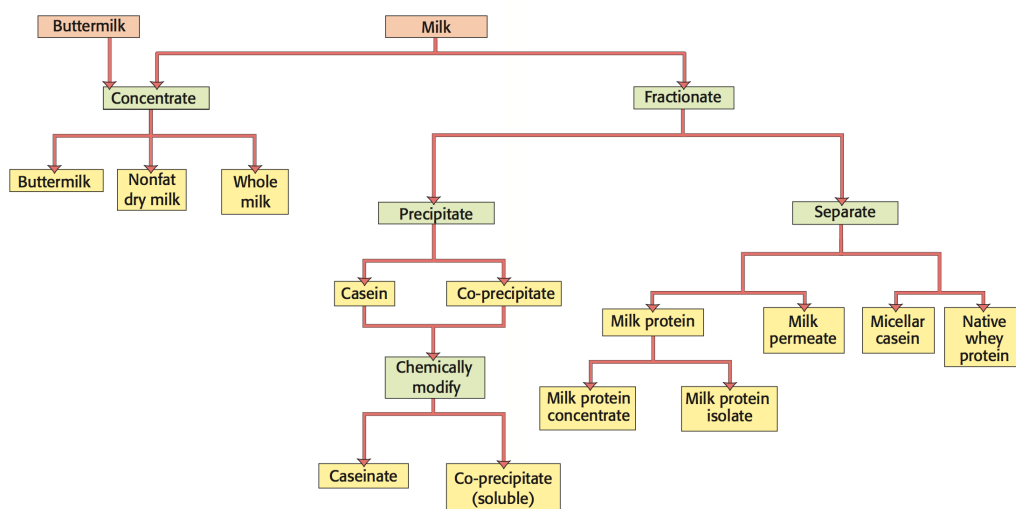 Buttermilk
Milk
Concentrate
Fractionate
Buttermilk
Nonfat
dry milk
Whole
milk
Precipitate
Separate
Casein
Co-precipitate
Milk protein
Milk
permeate
Micellar
casein
Native
whey
protein
Chemically
modify
Milk protein
concentrate
Milk protein
isolate
Caseinate
Co-precipitate
(soluble)